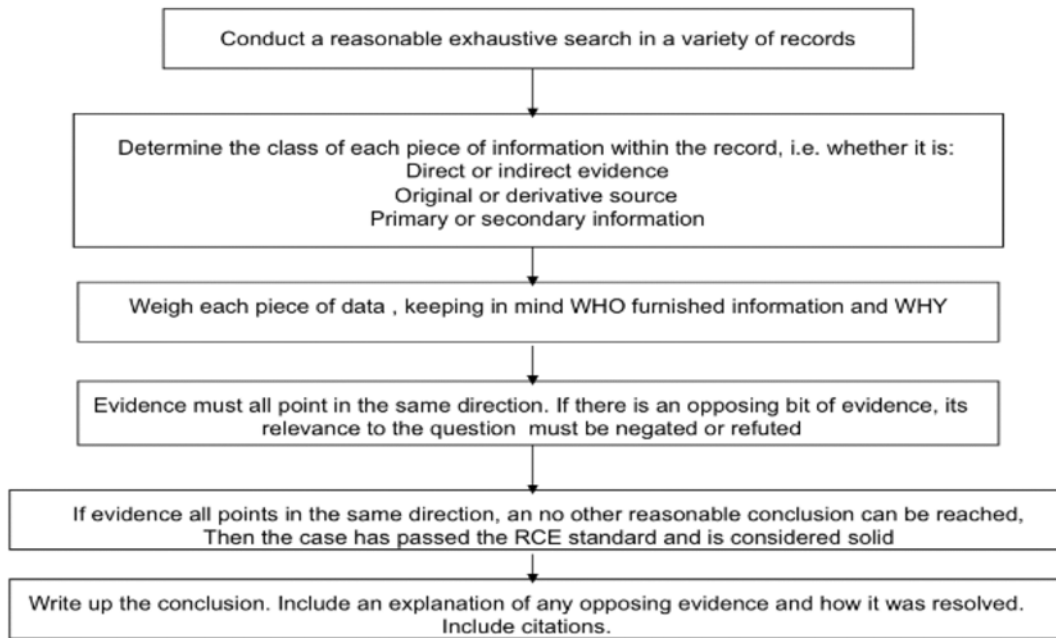 Conduct a reasonable exhaustive search in a variety of records
Determine the class of each piece of information within the record, i.e. whether it is:
Direct or indirect evidence
Original or derivative source
Primary or secondary information
Weigh each piece of data , keeping in mind WHO furnished information and WHY
Evidence must all point in the same direction. If there is an opposing bit of evidence, its
relevance to the question must be negated or refuted
If evidence all points in the same direction, an no other reasonable conclusion can be reached,
Then the case has passed the RCE standard and is considered solid
Write up the conclusion. Include an explanation of any opposing evidence and how it was resolved.
Include citations.